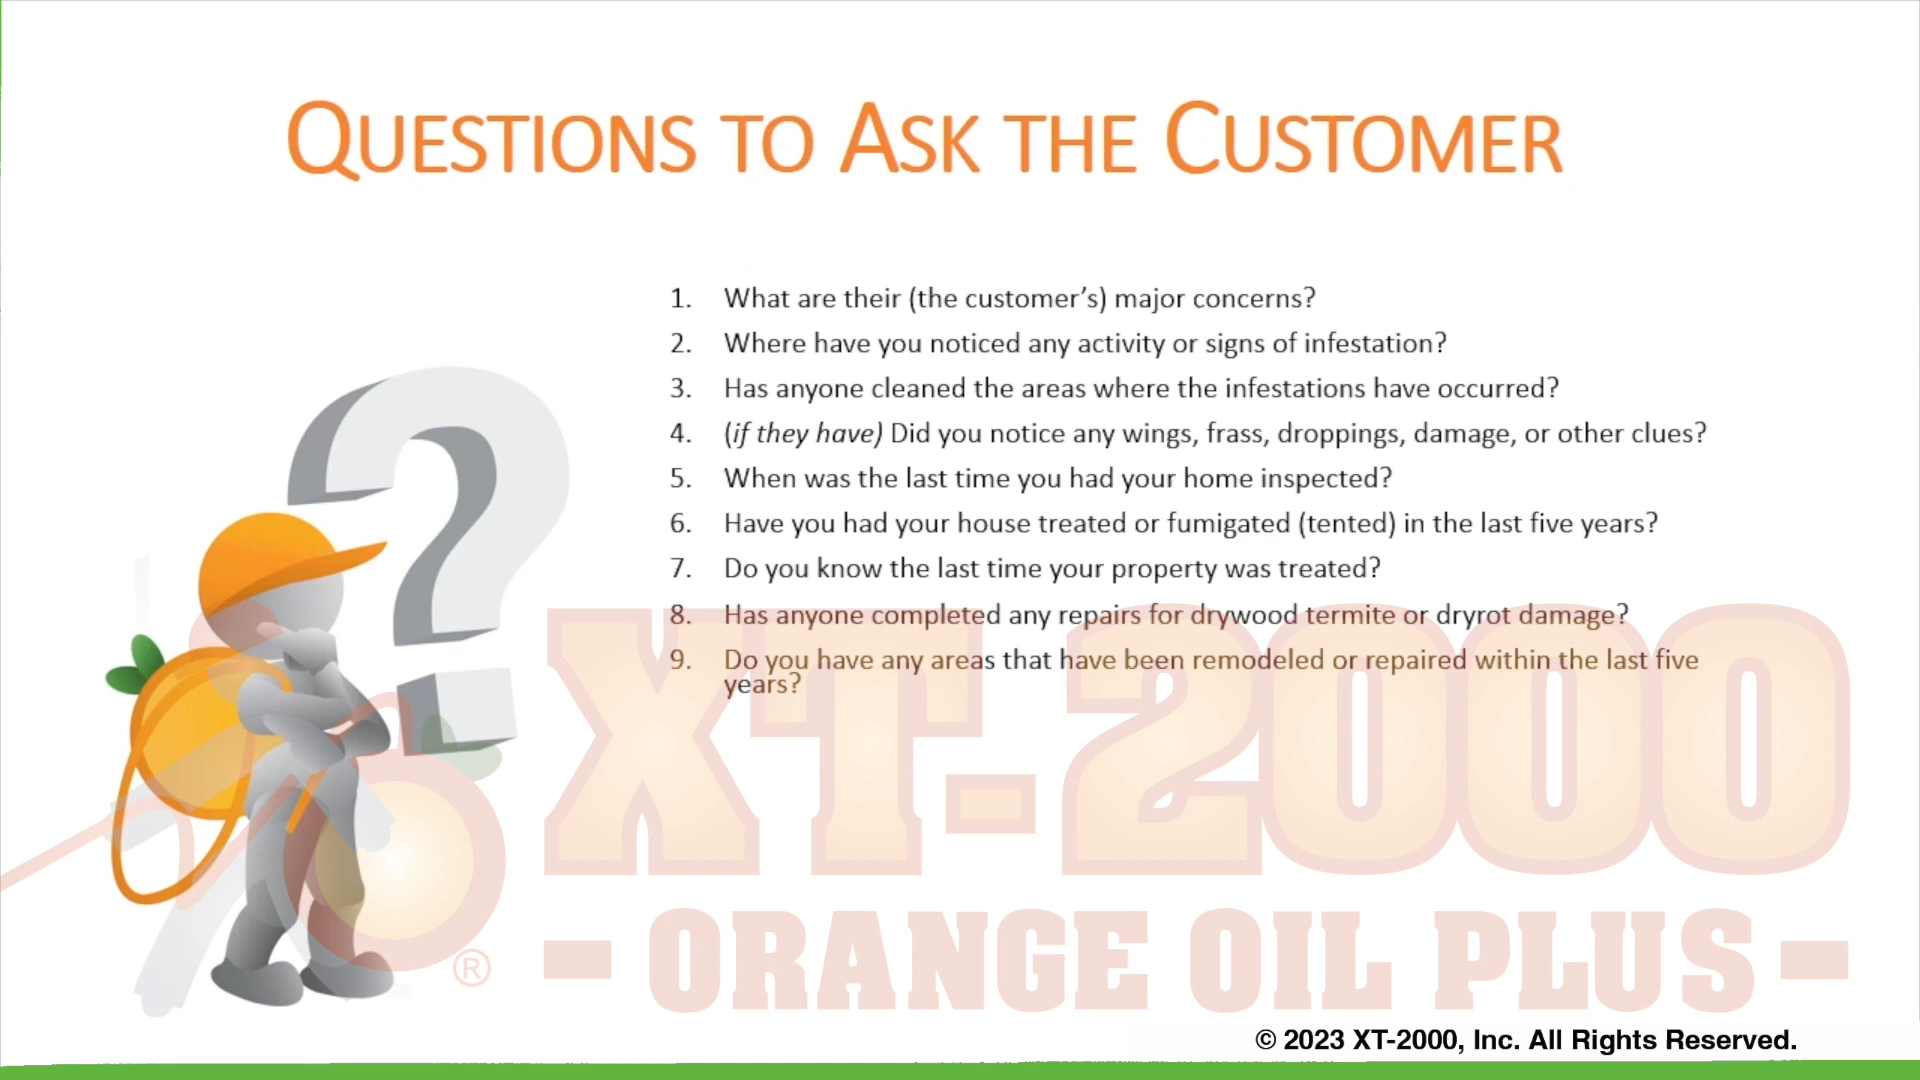 QUESTIONS TO ASK THE CUSTOMER
1. What are their (the customer’s) major concerns?
2. Where have you noticed any activity or signs of infestation?
3. Has anyone cleaned the areas where the infestations have occurred?
4. (if they have) Did you notice any wings, frass, droppings, damage, or other clues?
5. When was the last time you had your home inspected?
6. Have you had your house treated or fumigated (tented) in the last five years?
7. Do you know the last time your property was treated?
8. Has anyone completed any repairs for drywood termite or dryrot damage?
9. Do you have any areas that have been remodeled or repaired within the last five
years?
XT-2000
®
- ORANGE OIL PLUS -
© 2023 XT-2000, Inc. All Rights Reserved.